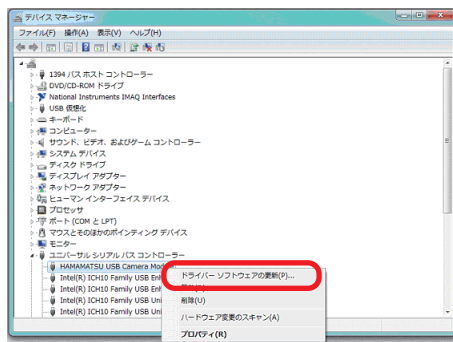 デバイス マネージャー
ファイル(F) 操作(A) 表示(V) ヘルプ(H)
1394 バス ホスト コントローラー
DVD/CD-ROM ドライブ
National Instruments IMAQ Interfaces
USB 仮想化
キーボード
コンピューター
サウンド、ビデオ、およびゲーム コントローラー
システム デバイス
ディスク ドライブ
ディスプレイ アダプター
ネットワーク アダプター
ヒューマン インターフェイス デバイス
プロセッサ
ポート (COM と LPT)
マウスとそのほかのポインティング デバイス
モニター
ユニバーサル シリアル バス コントローラー
HAMAMATSU USB Camera Mod
ドライバー ソフトウェアの更新(P)...
Intel(R) ICH10 Family USB Enh
Intel(R) ICH10 Family USB Enh
削除(U)
Intel(R) ICH10 Family USB Uni
Intel(R) ICH10 Family USB Uni
ハードウェア変更のスキャン(A)
Intel(R) ICH10 Family USB Uni
プロパティ(R)